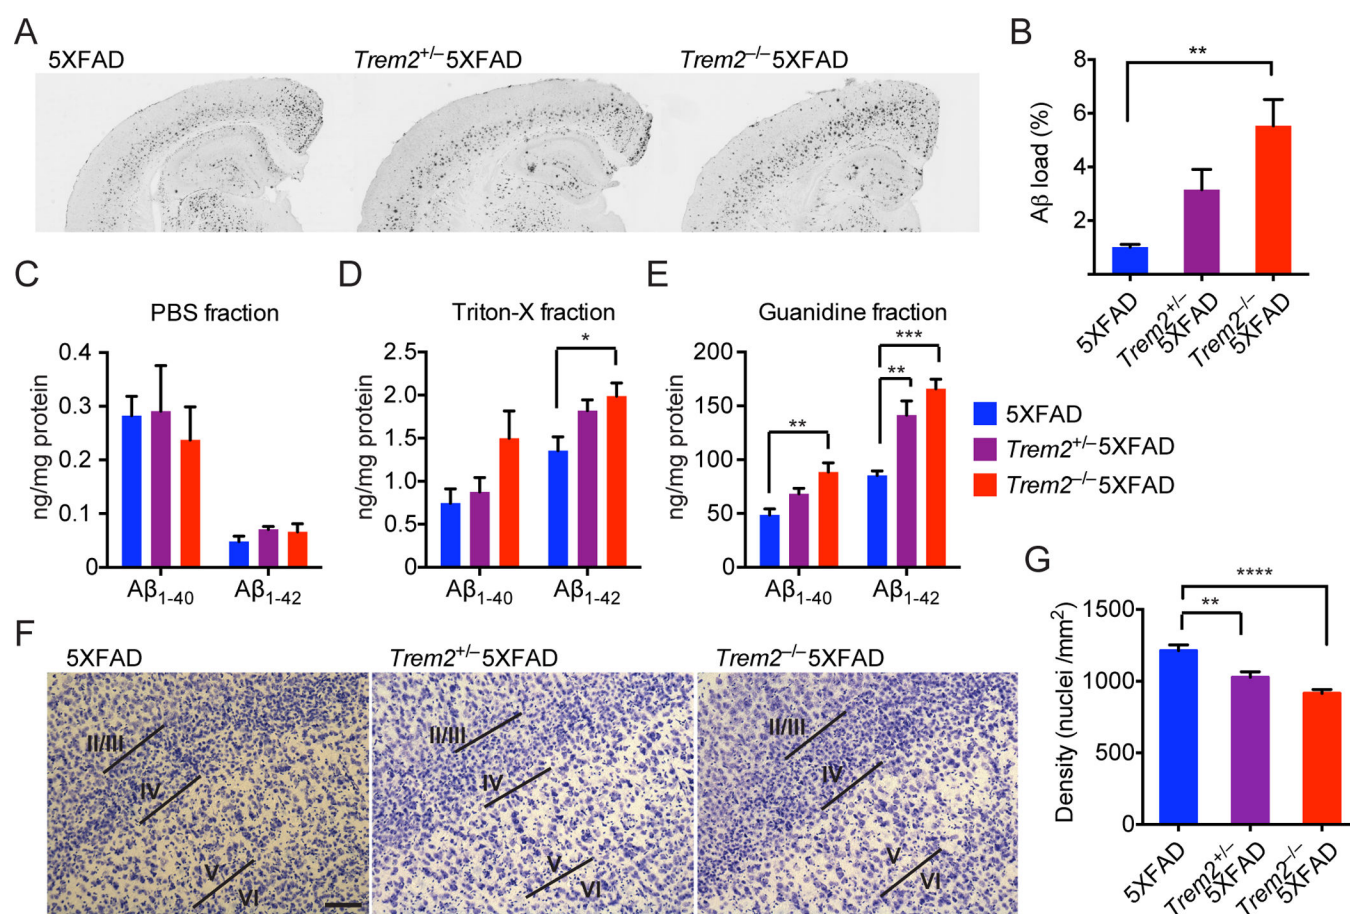 A
5XFAD
Trem2+/–5XFAD
Trem2–/–5XFAD
B
**
8
6
4
2
Aβ load (%)
5XFAD
Trem2+/–
5XFAD
Trem2–/–
5XFAD
C
PBS fraction
0.4
0.3
0.2
0.1
0
ng/mg protein
Aβ1–40
Aβ1–42
D
Triton-X fraction
*
2.5
2.0
1.5
1.0
0.5
0
ng/mg protein
Aβ1–40
Aβ1–42
E
Guanidine fraction
***
**
**
200
150
100
50
0
ng/mg protein
Aβ1–40
Aβ1–42
5XFAD
Trem2+/–5XFAD
Trem2–/–5XFAD
F
5XFAD
Trem2+/–5XFAD
Trem2–/–5XFAD
II/III
IV
V
VI
II/III
IV
V
VI
II/III
IV
V
VI
G
****
**
1500
1000
500
0
Density (nuclei /mm2)
5XFAD
Trem2+/–
5XFAD
Trem2–/–
5XFAD